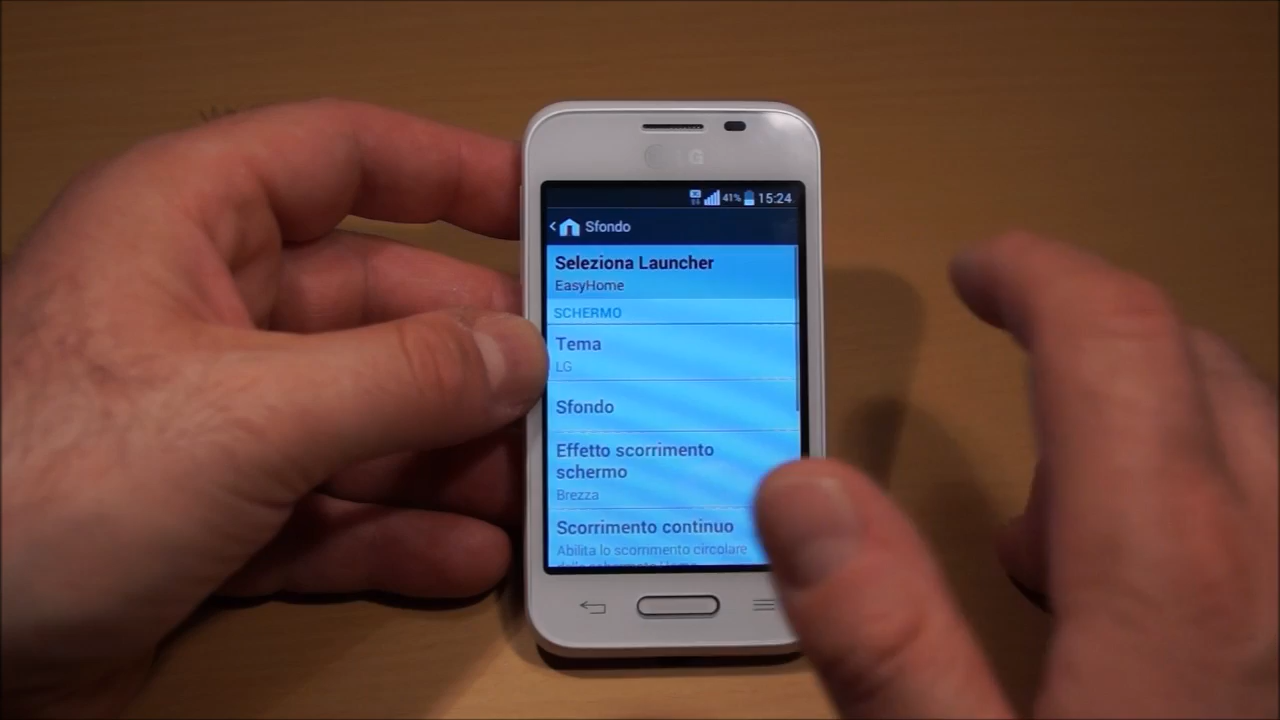 LG
41% 15:24
Sfondo
Seleziona Launcher
EasyHome
SCHERMO
Tema
LG
Sfondo
Effetto scorrimento
schermo
Brezza
Scorrimento continuo
Abilita lo scorrimento circolare